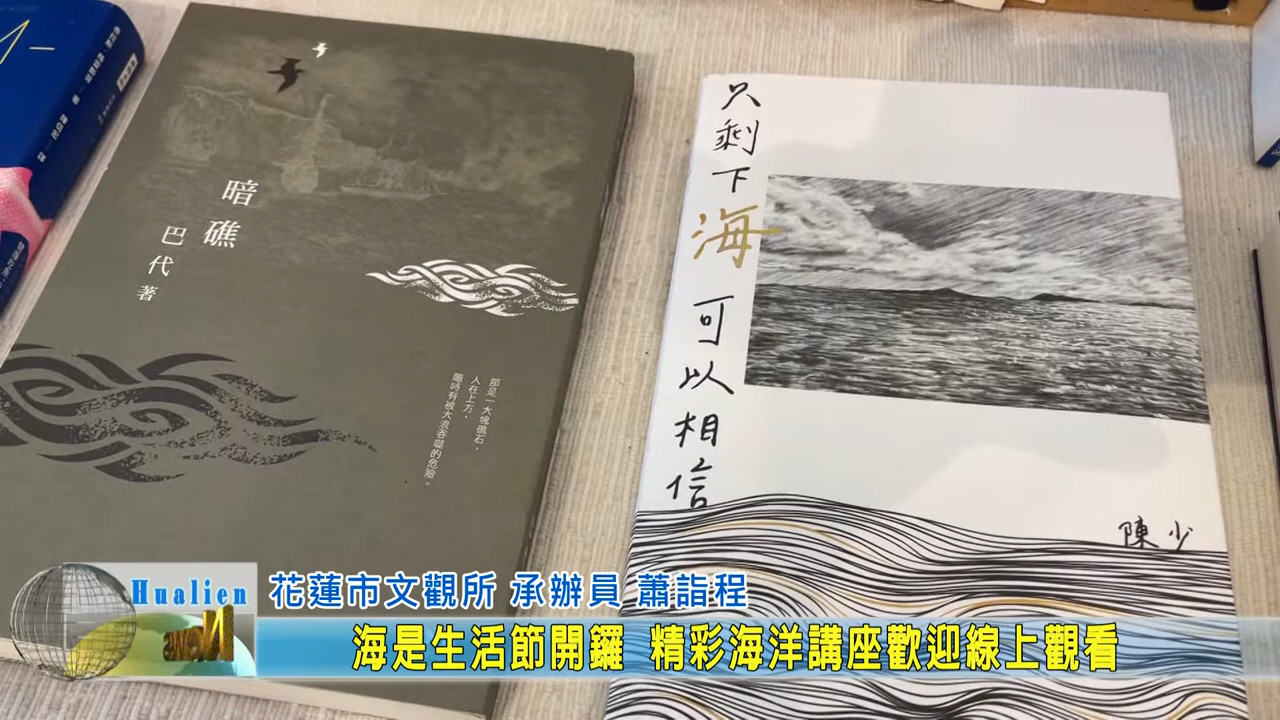 暗礁
巴代 著
那是一大塊礁石，
人在上方，
隨時有被大浪吞噬的危險。
只剩下海 可以相信
陳少
Hualien
News
花蓮市文觀所 承辦員 蕭詣程
海是生活節開鑼 精彩海洋講座歡迎線上觀看